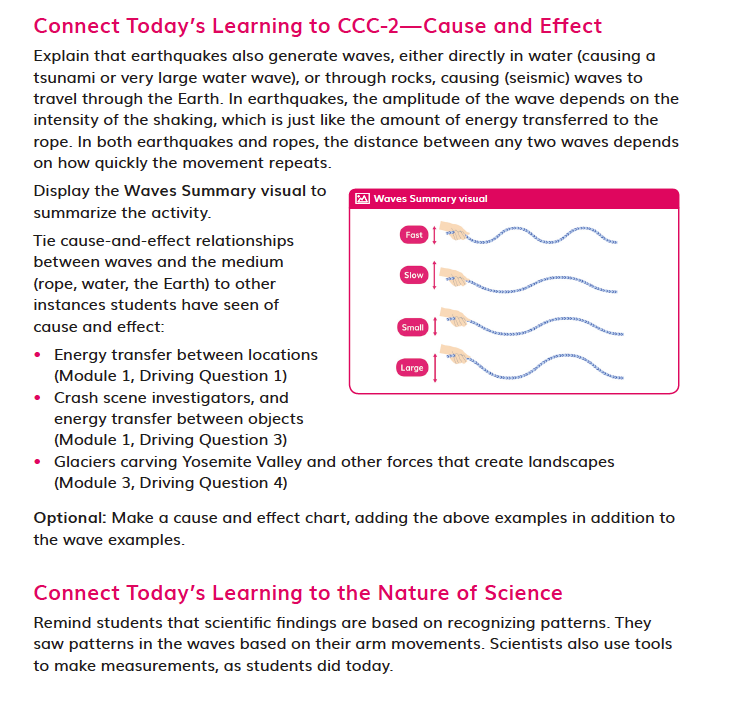 Connect Today's Learning to CCC-2—Cause and Effect
Explain that earthquakes also generate waves, either directly in water (causing a
tsunami or very large water wave), or through rocks, causing (seismic) waves to
travel through the Earth. In earthquakes, the amplitude of the wave depends on the
intensity of the shaking, which is just like the amount of energy transferred to the
rope. In both earthquakes and ropes, the distance between any two waves depends
on how quickly the movement repeats.
Display the Waves Summary visual to
summarize the activity.
Tie cause-and-effect relationships
between waves and the medium
(rope, water, the Earth) to other
instances students have seen of
cause and effect:
• Energy transfer between locations
(Module 1, Driving Question 1)
• Crash scene investigators, and
energy transfer between objects
(Module 1, Driving Question 3)
• Glaciers carving Yosemite Valley and other forces that create landscapes
(Module 3, Driving Question 4)
Waves Summary visual
Fast
Slow
Small
Large
Optional: Make a cause and effect chart, adding the above examples in addition to
the wave examples.
Connect Today's Learning to the Nature of Science
Remind students that scientific findings are based on recognizing patterns. They
saw patterns in the waves based on their arm movements. Scientists also use tools
to make measurements, as students did today.